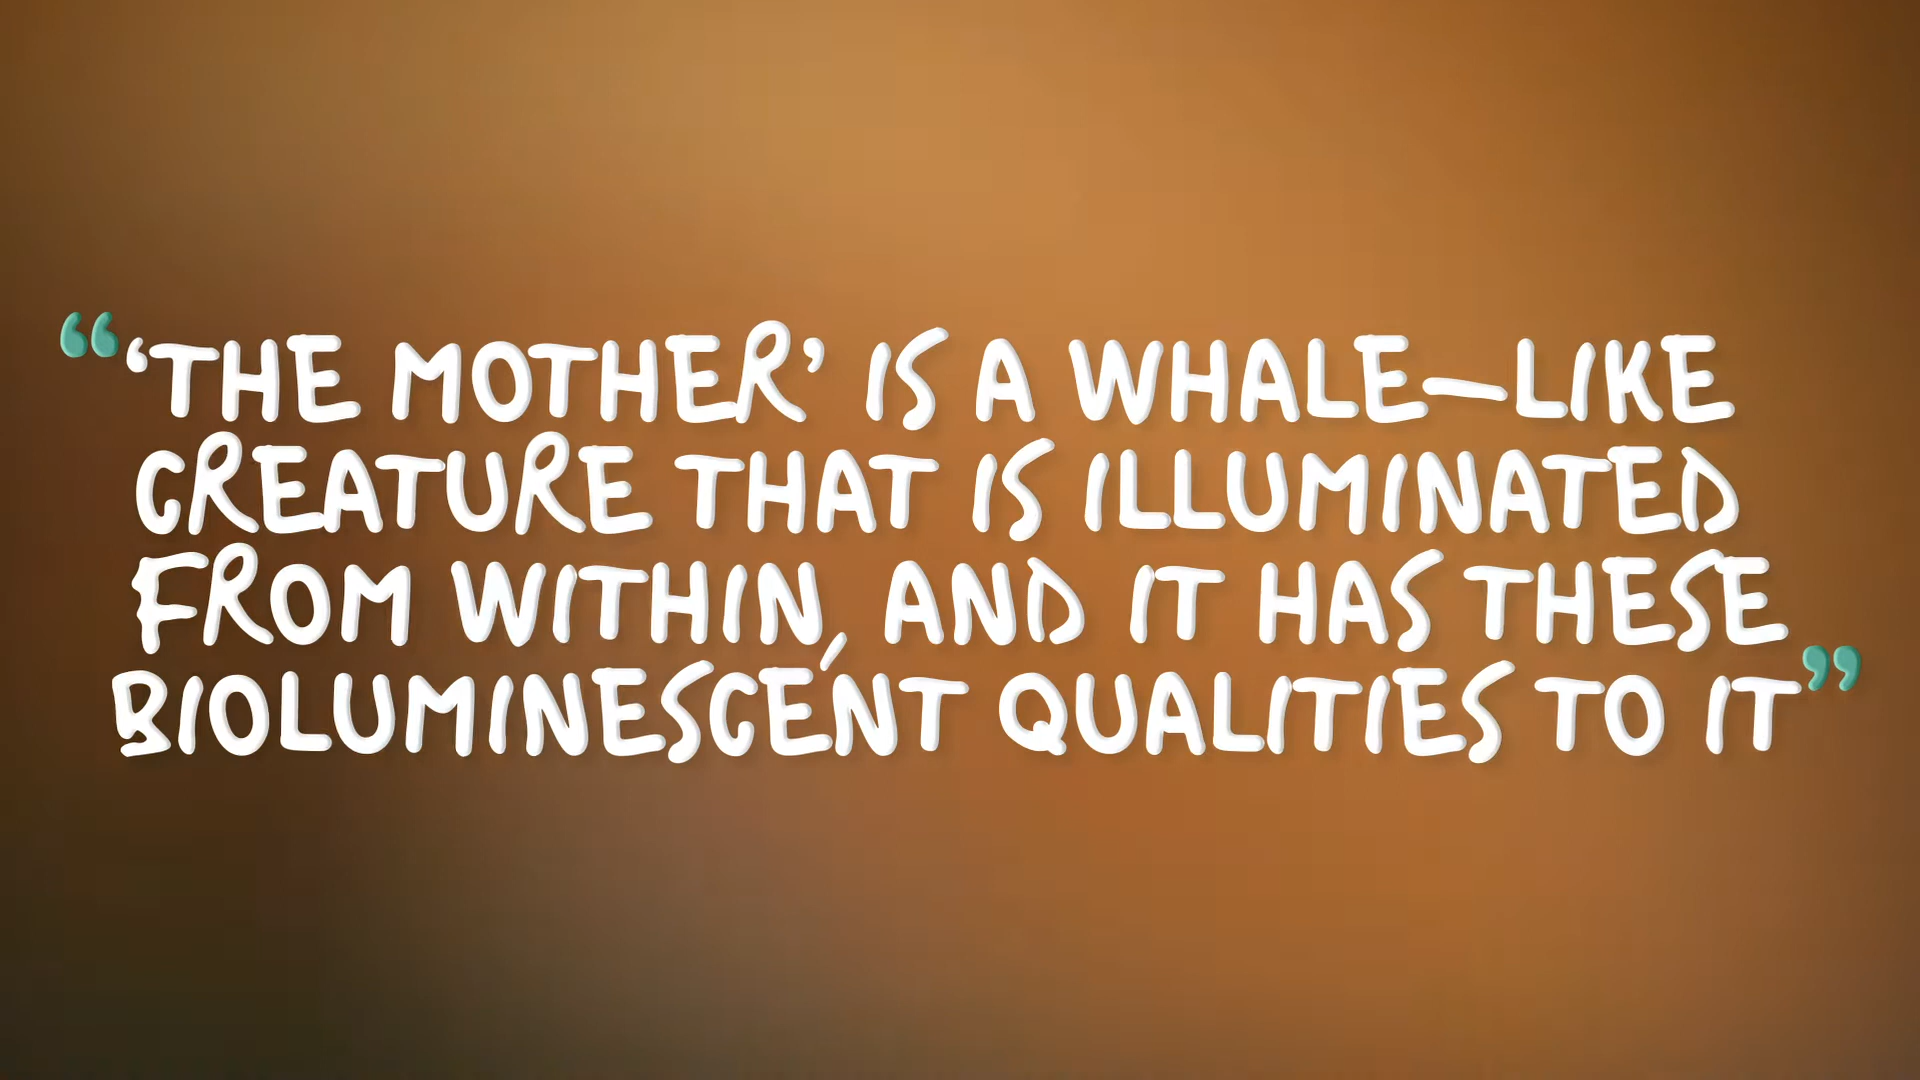 “‘THE MOTHER’ IS A WHALE–LIKE
CREATURE THAT IS ILLUMINATED
FROM WITHIN, AND IT HAS THESE
BIOLUMINESCENT QUALITIES TO IT”